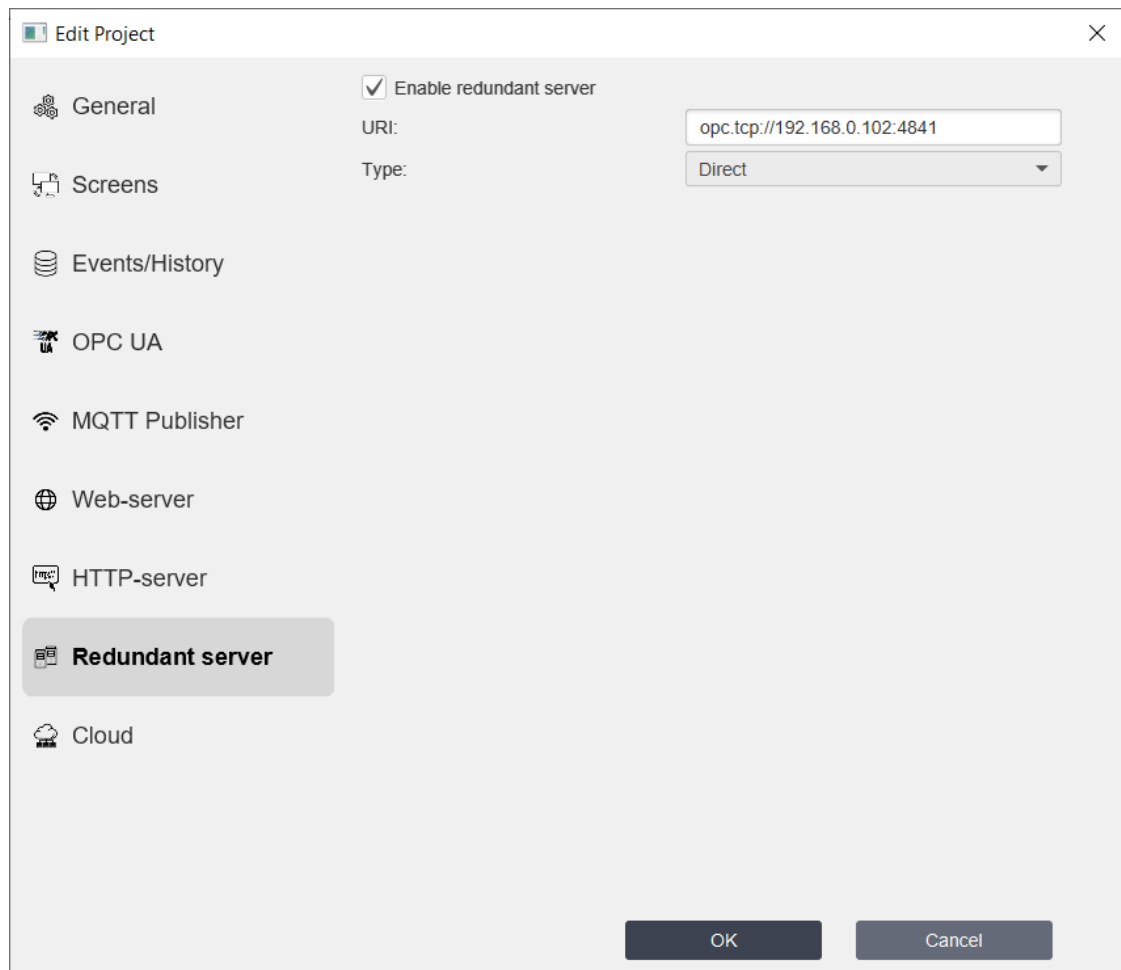 Edit Project
General
Screens
Events/History
OPC UA
MQTT Publisher
Web-server
HTTP-server
Redundant server
Cloud
Enable redundant server
URI: opc.tcp://192.168.0.102:4841
Type: Direct
OK Cancel